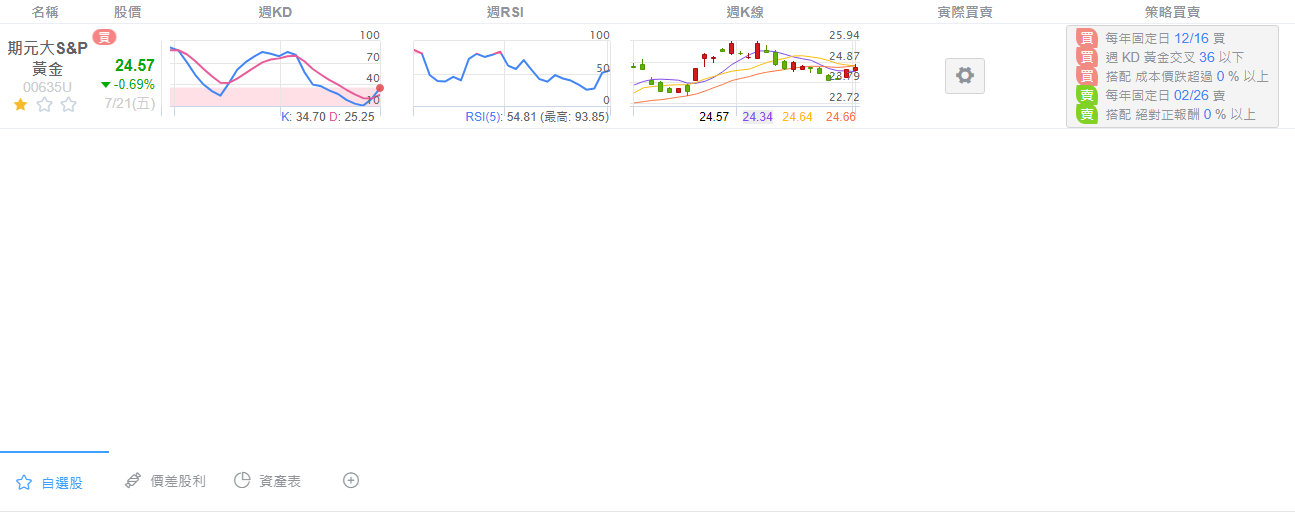 名稱 股價 週KD 週RSI 週K線 實際買賣 策略買賣
期元大S&P
黃金
00635U
買
24.57
-0.69%
7/21(五)
100
70
40
10
K: 34.70 D: 25.25
100
50
0
RSI(5): 54.81 (最高: 93.85)
25.94
24.87
23.79
22.72
24.57 24.34 24.64 24.66
買 每年固定日 12/16 買
買 週 KD 黃金交叉 36 以下
買 搭配 成本價跌超過 0 % 以上
賣 每年固定日 02/26 賣
賣 搭配 絕對正報酬 0 % 以上
自選股 價差股利 資產表